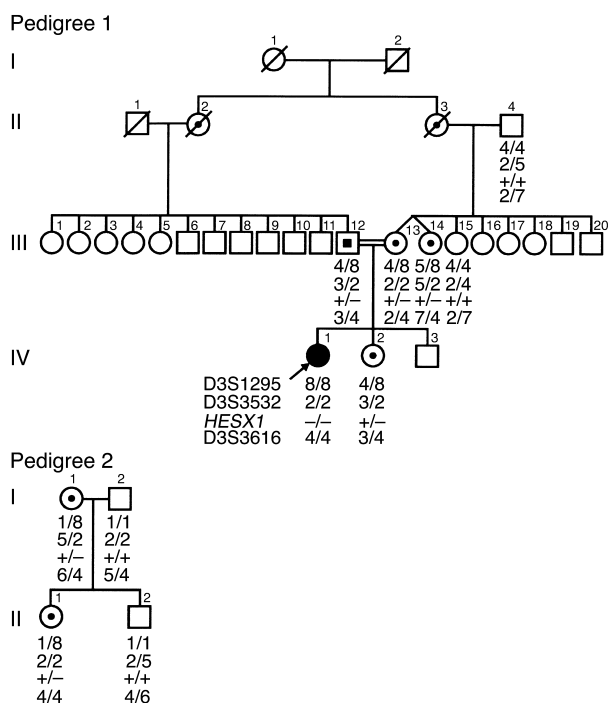 Pedigree 1
I
1 2
II
1 2 3 4
4/4
2/5
+/+
2/7
III
1 2 3 4 5 6 7 8 9 10 11 12 13 14 15 16 17 18 19 20
4/8 4/8 5/8 4/4
3/2 2/2 5/2 2/4
+/– +/– +/– +/+
3/4 2/4 7/4 2/7
IV
1 2 3
D3S1295 8/8 4/8
D3S3532 2/2 3/2
HESX1 –/– +/–
D3S3616 4/4 3/4
Pedigree 2
I
1 2
1/8 1/1
5/2 2/2
+/– +/+
6/4 5/4
II
1 2
1/8 1/1
2/2 2/5
+/– +/+
4/4 4/6